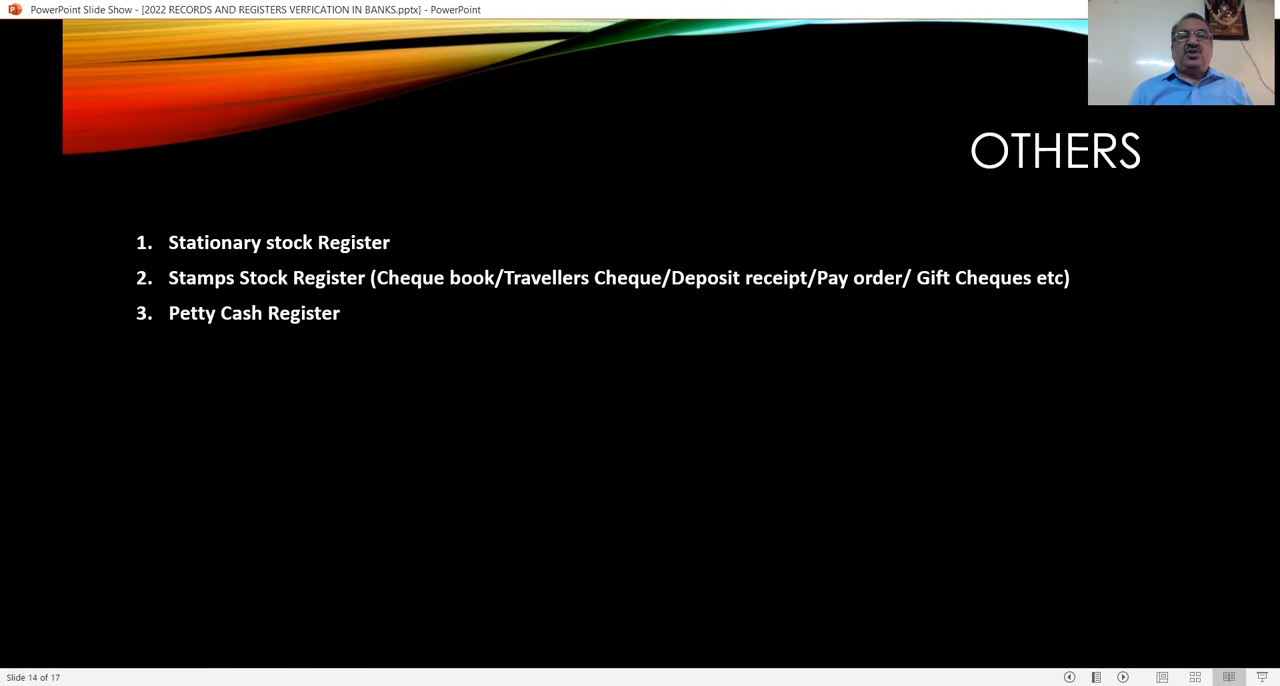 PowerPoint Slide Show - [2022 RECORDS AND REGISTERS VERFICATION IN BANKS.pptx] - PowerPoint
OTHERS
1. Stationary stock Register
2. Stamps Stock Register (Cheque book/Travellers Cheque/Deposit receipt/Pay order/ Gift Cheques etc)
3. Petty Cash Register
Slide 14 of 17